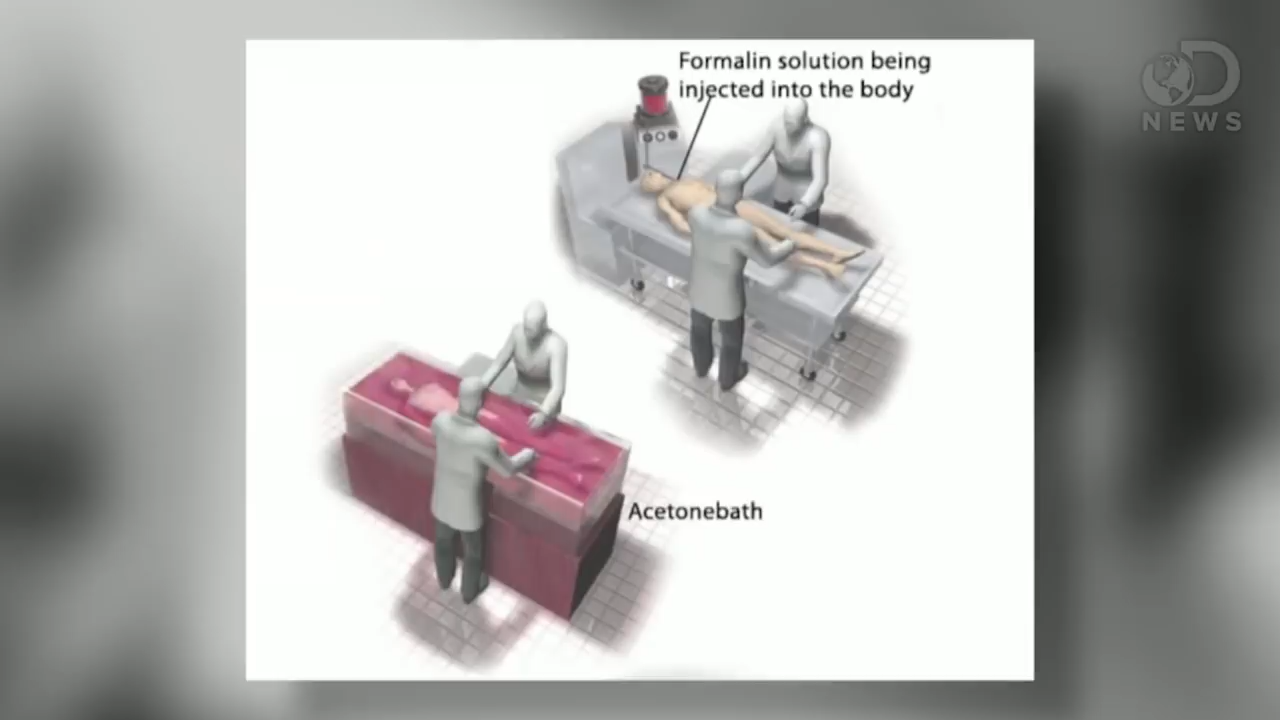 Formalin solution being
injected into the body
Acetonebath
D
NEWS